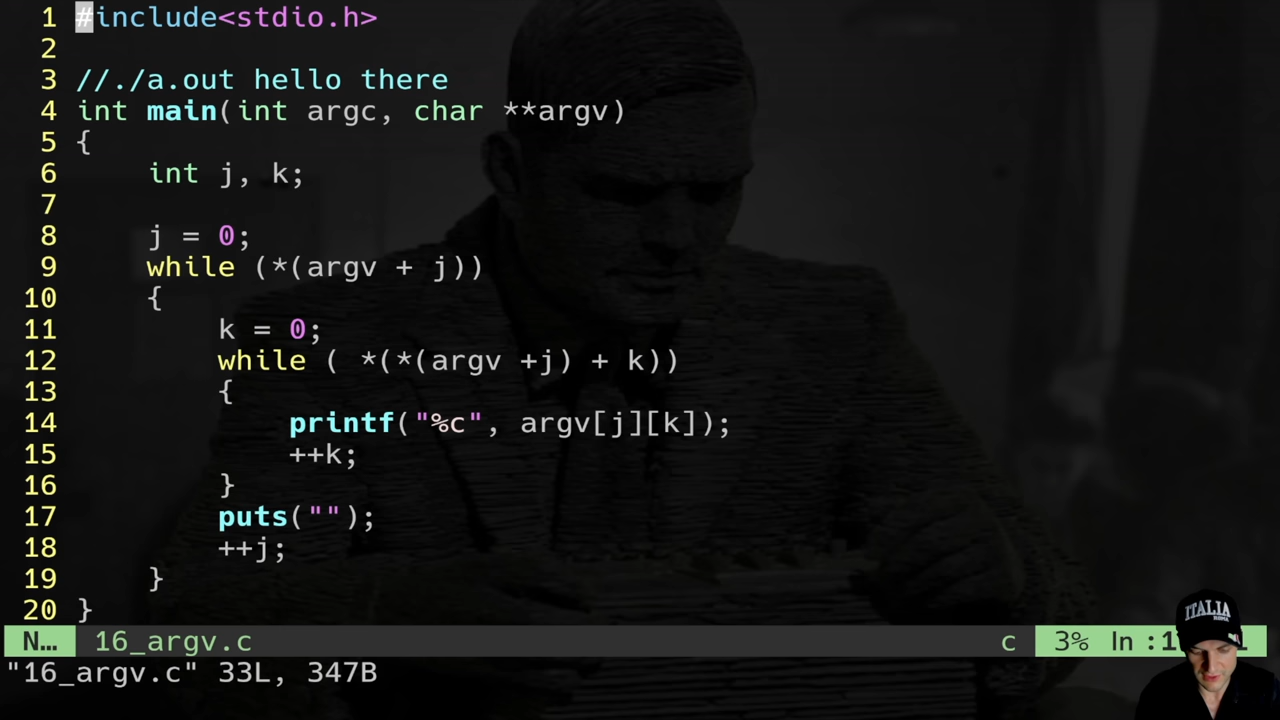 1 #include<stdio.h>
2
3 //./a.out hello there
4 int main(int argc, char **argv)
5 {
6     int j, k;
7
8     j = 0;
9     while (*(argv + j))
10     {
11         k = 0;
12         while ( *(*(argv +j) + k))
13         {
14             printf("%c", argv[j][k]);
15             ++k;
16         }
17         puts("");
18         ++j;
19     }
20 }
N… 16_argv.c c 3% ln
"16_argv.c" 33L, 347B
ITALIA
ROMA